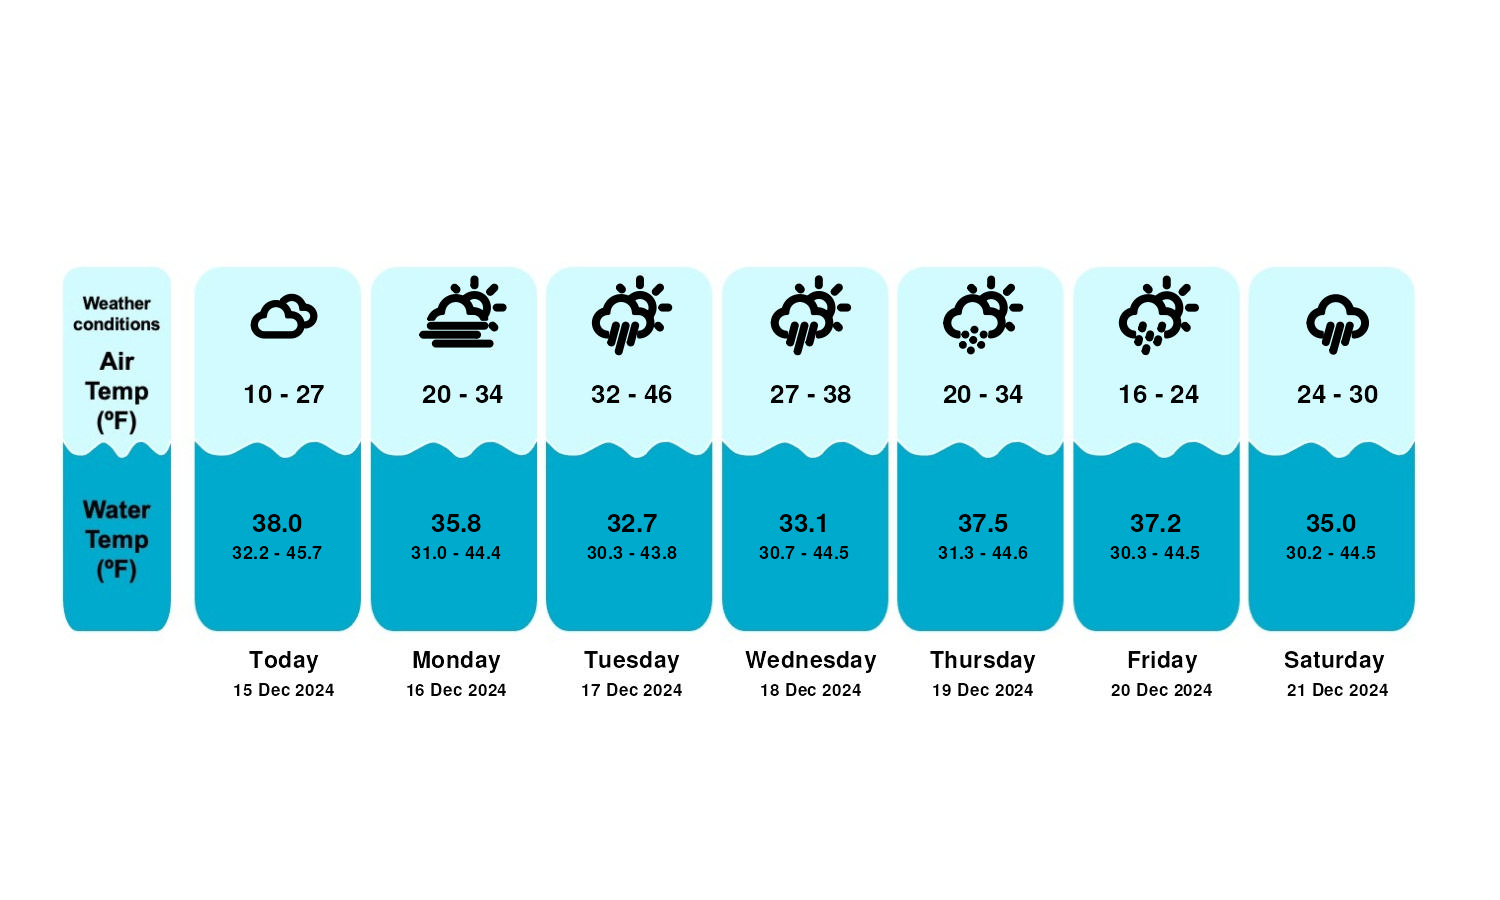 Weather
conditions
Air
Temp
(ºF)
Water
Temp
(ºF)
10 - 27
20 - 34
32 - 46
27 - 38
20 - 34
16 - 24
24 - 30
38.0
35.8
32.7
33.1
37.5
37.2
35.0
32.2 - 45.7
31.0 - 44.4
30.3 - 43.8
30.7 - 44.5
31.3 - 44.6
30.3 - 44.5
30.2 - 44.5
Today
Monday
Tuesday
Wednesday
Thursday
Friday
Saturday
15 Dec 2024
16 Dec 2024
17 Dec 2024
18 Dec 2024
19 Dec 2024
20 Dec 2024
21 Dec 2024